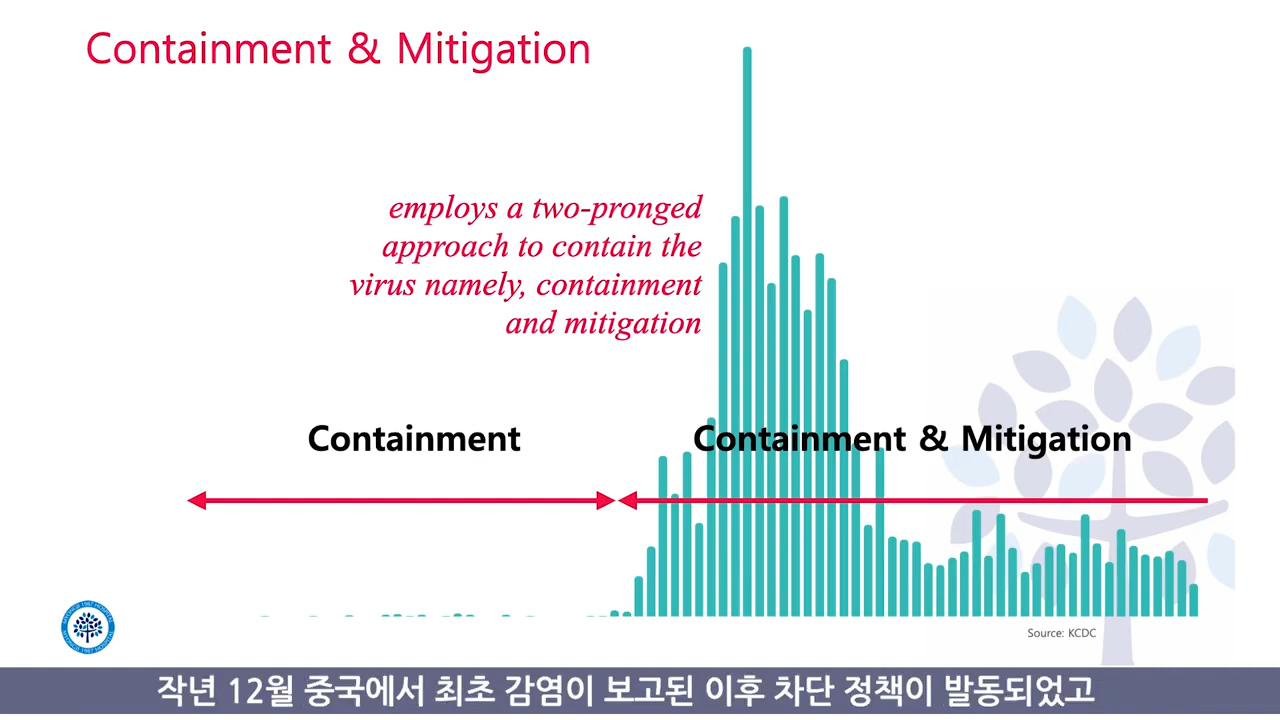 Containment & Mitigation
employs a two-pronged
approach to contain the
virus namely, containment
and mitigation
Containment
Containment & Mitigation
Source: KCDC
작년 12월 중국에서 최초 감염이 보고된 이후 차단 정책이 발동되었고